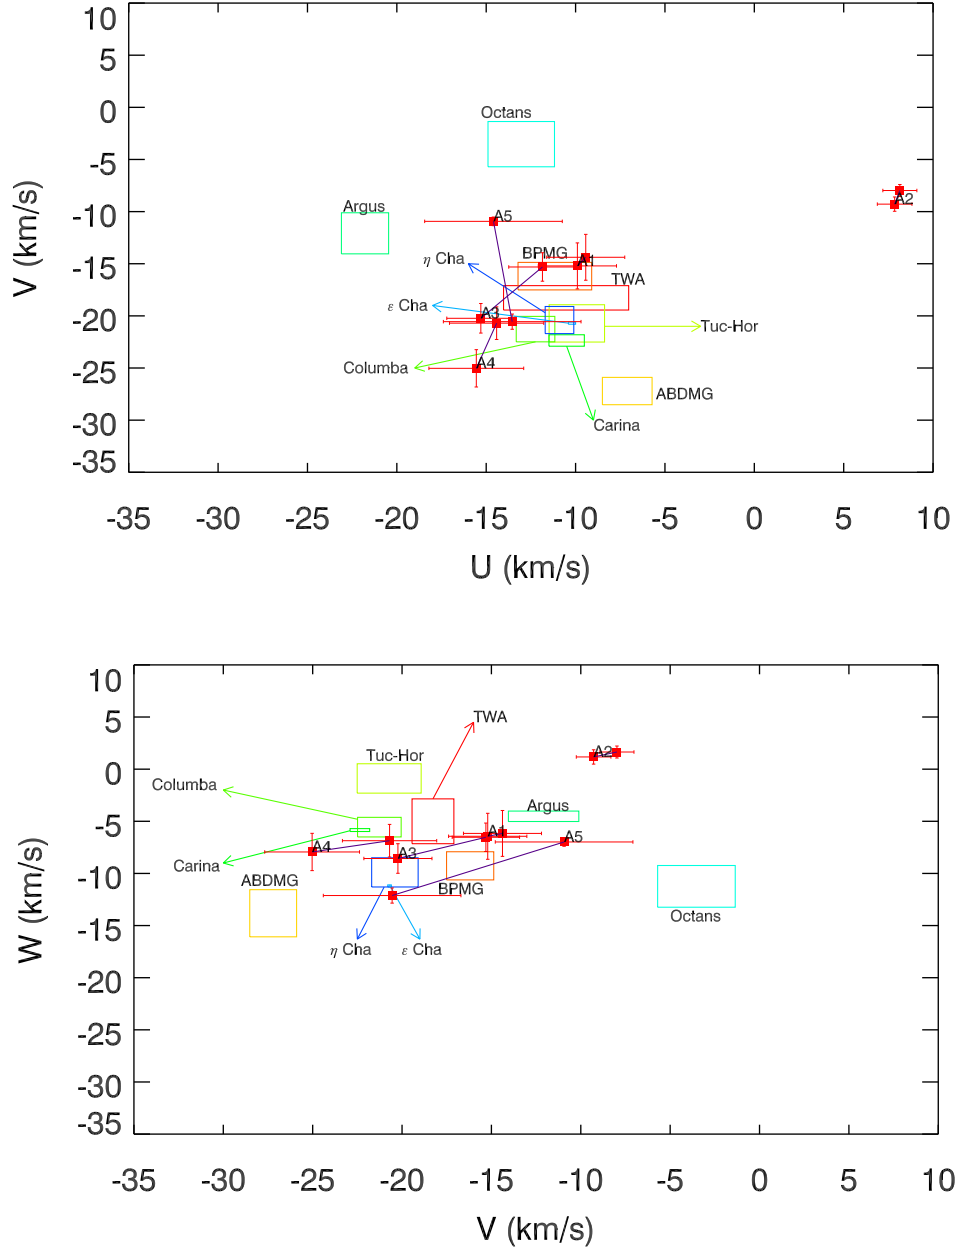 10
5
0
-5
-10
-15
-20
-25
-30
-35
V (km/s)
Octans
Argus
A5
A2
BPMG
η Cha
A1
TWA
ε Cha
A3
Tuc-Hor
Columba
A4
ABDMG
Carina
-35 -30 -25 -20 -15 -10 -5 0 5 10
U (km/s)
10
5
0
-5
-10
-15
-20
-25
-30
-35
W (km/s)
TWA
A2
Tuc-Hor
Columba
Argus
A1
A5
A4
A3
Carina
ABDMG
BPMG
Octans
η Cha
ε Cha
-35 -30 -25 -20 -15 -10 -5 0 5 10
V (km/s)